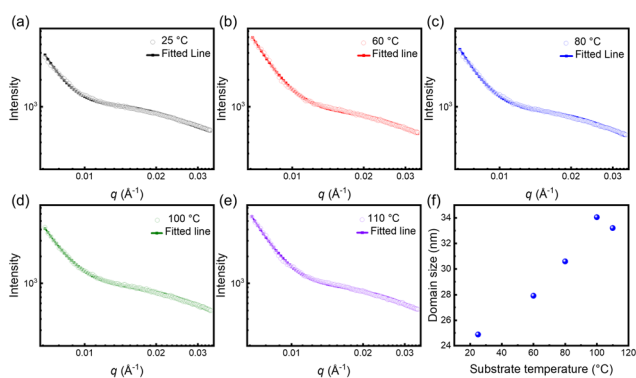 (a)
25 °C
Fitted Line
Intensity
10³
0.01
0.02
0.03
q (Å⁻¹)
(b)
60 °C
Fitted line
Intensity
10³
0.01
0.02
0.03
q (Å⁻¹)
(c)
80 °C
Fitted line
Intensity
10³
0.01
0.02
0.03
q (Å⁻¹)
(d)
100 °C
Fitted line
Intensity
10³
0.01
0.02
0.03
q (Å⁻¹)
(e)
110 °C
Fitted line
Intensity
10³
0.01
0.02
0.03
q (Å⁻¹)
(f)
Domain size (nm)
36
34
32
30
28
26
24
20
40
60
80
100
120
Substrate temperature (°C)